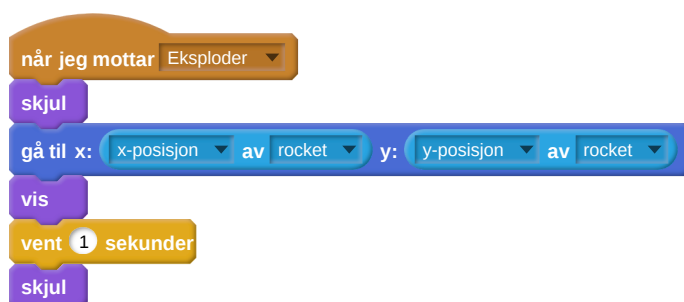 når jeg mottar Eksploder
skjul
gå til x: x-posisjon av rocket y: y-posisjon av rocket
vis
vent 1 sekunder
skjul